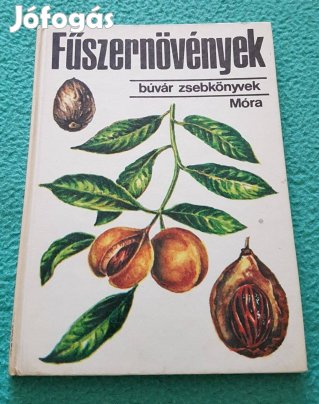 Jófogás
Fűszernövények
búvár zsebkönyvek
Móra